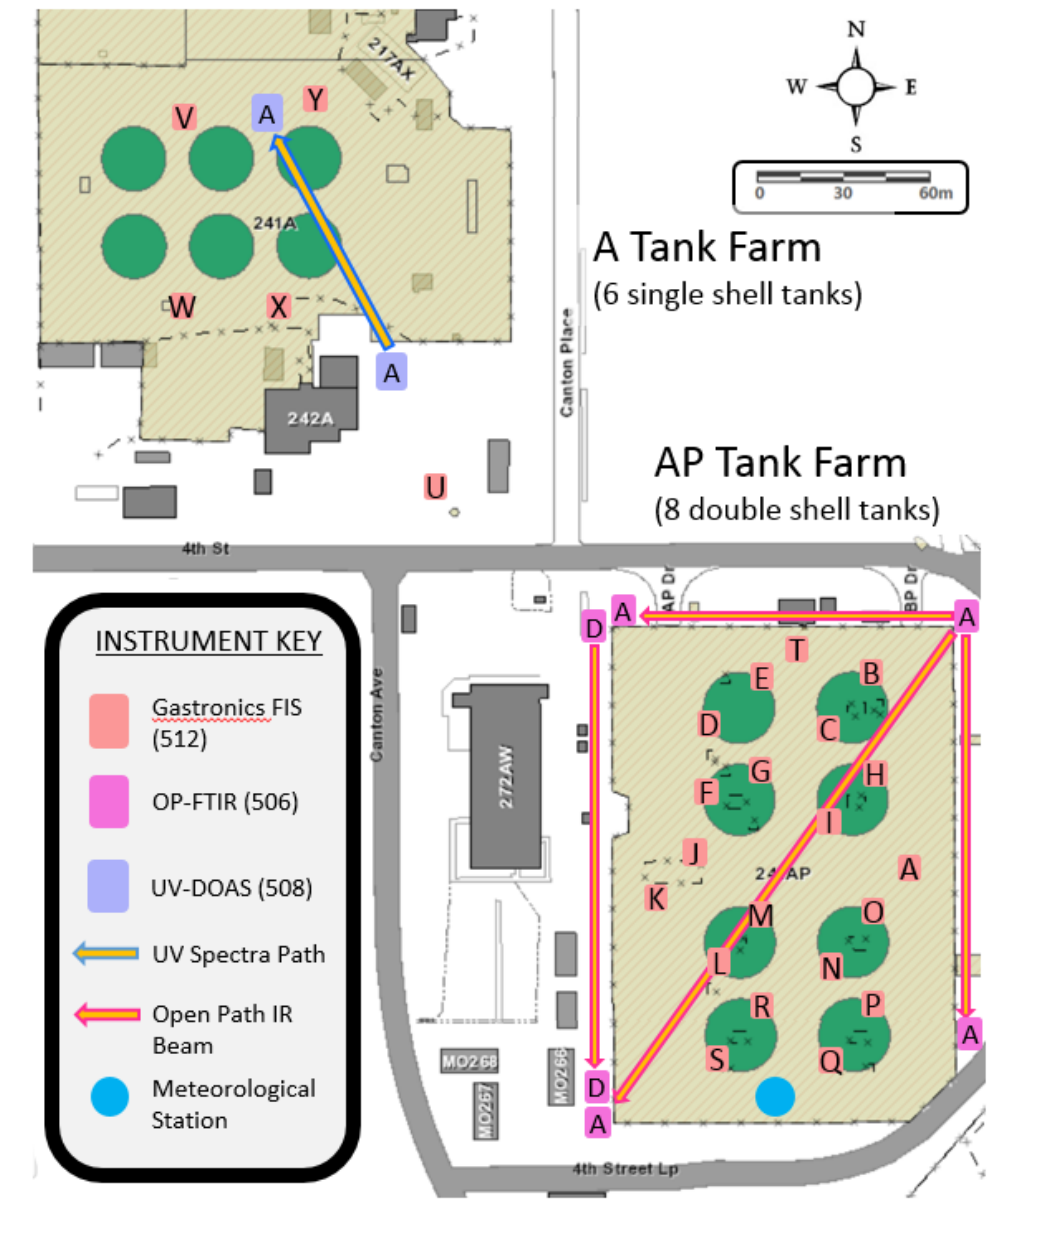 217AX
N
W
E
S
V
A
Y
0
30
60m
241A
A Tank Farm
(6 single shell tanks)
W
X
Canton Place
A
242A
AP Tank Farm
(8 double shell tanks)
U
4th St
AP Dr
BP Dr
INSTRUMENT KEY
Gastronics FIS
(512)
OP-FTIR (506)
UV-DOAS (508)
UV Spectra Path
Open Path IR
Beam
Meteorological
Station
Canton Ave
272AW
D
A
A
T
E
B
D
C
G
H
F
I
J
A
K
M
O
L
N
R
P
S
Q
A
D
A
MO268
MO267
MO266
4th Street Lp